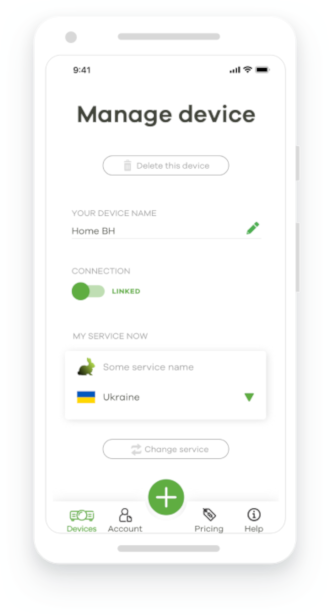 9:41
Manage device
Delete this device
YOUR DEVICE NAME
Home BH
CONNECTION
LINKED
MY SERVICE NOW
Some service name
Ukraine
Change service
Devices
Account
Pricing
Help